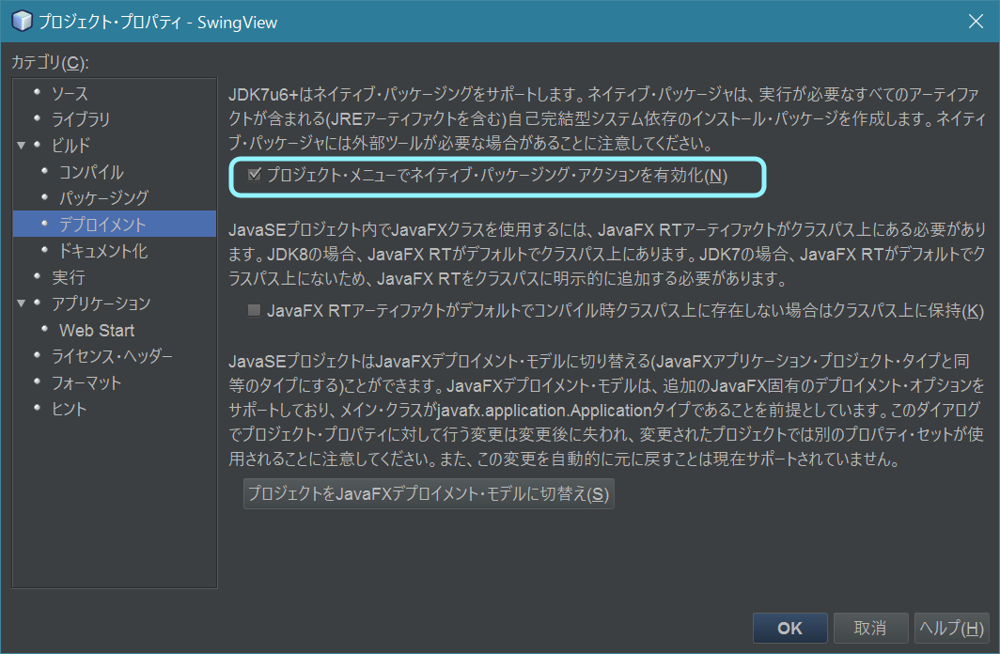 プロジェクト・プロパティ - SwingView
カテゴリ(C):
ソース
ライブラリ
ビルド
コンパイル
パッケージング
デプロイメント
ドキュメント化
実行
アプリケーション
Web Start
ライセンス・ヘッダー
フォーマット
ヒント
JDK7u6+はネイティブ・パッケージングをサポートします。ネイティブ・パッケージャは、実行が必要なすべてのアーティファ
クトが含まれる(JREアーティファクトを含む)自己完結型システム依存のインストール・パッケージを作成します。ネイティ
ブ・パッケージャには外部ツールが必要な場合があることに注意してください。
プロジェクト・メニューでネイティブ・パッケージング・アクションを有効化(N)
JavaSEプロジェクト内でJavaFXクラスを使用するには、JavaFX RTアーティファクトがクラスパス上にある必要があり
ます。JDK8の場合、JavaFX RTがデフォルトでクラスパス上にあります。JDK7の場合、JavaFX RTがデフォルトでク
ラスパス上にないため、JavaFX RTをクラスパスに明示的に追加する必要があります。
JavaFX RTアーティファクトがデフォルトでコンパイル時クラスパス上に存在しない場合はクラスパス上に保持(K)
JavaSEプロジェクトはJavaFXデプロイメント・モデルに切り替える(JavaFXアプリケーション・プロジェクト・タイプと同
等のタイプにする)ことができます。JavaFXデプロイメント・モデルは、追加のJavaFX固有のデプロイメント・オプションを
サポートしており、メイン・クラスがjavafx.application.Applicationタイプであることを前提としています。このダイアログ
でプロジェクト・プロパティに対して行う変更は変更後に失われ、変更されたプロジェクトでは別のプロパティ・セットが使
用されることに注意してください。また、この変更を自動的に元に戻すことは現在サポートされていません。
プロジェクトをJavaFXデプロイメント・モデルに切替え(S)
OK
取消
ヘルプ(H)